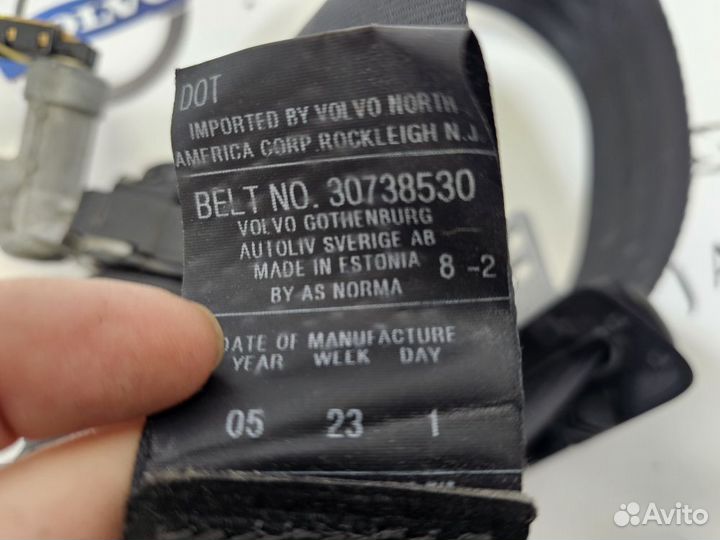 VOLVO
DOT
IMPORTED BY VOLVO NORTH
AMERICA CORP. ROCKLEIGH N.J.
BELT NO. 30738530
VOLVO GOTHENBURG
AUTOLIV SVERIGE AB
MADE IN ESTONIA 8 -2
BY AS NORMA
DATE OF MANUFACTURE
YEAR WEEK DAY
05 23 1
Avito